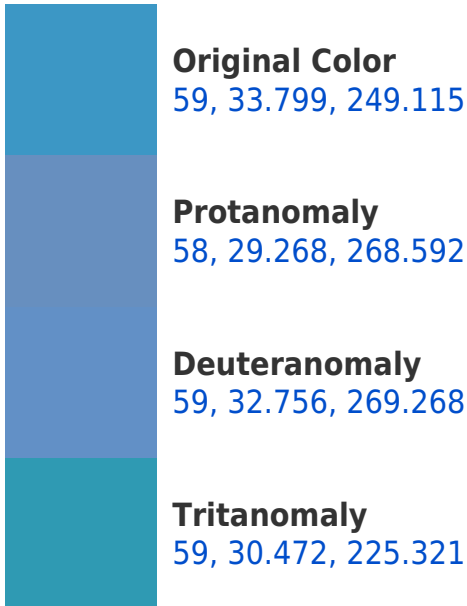 Original Color
59, 33.799, 249.115
Protanomaly
58, 29.268, 268.592
Deuteranomaly
59, 32.756, 269.268
Tritanomaly
59, 30.472, 225.321